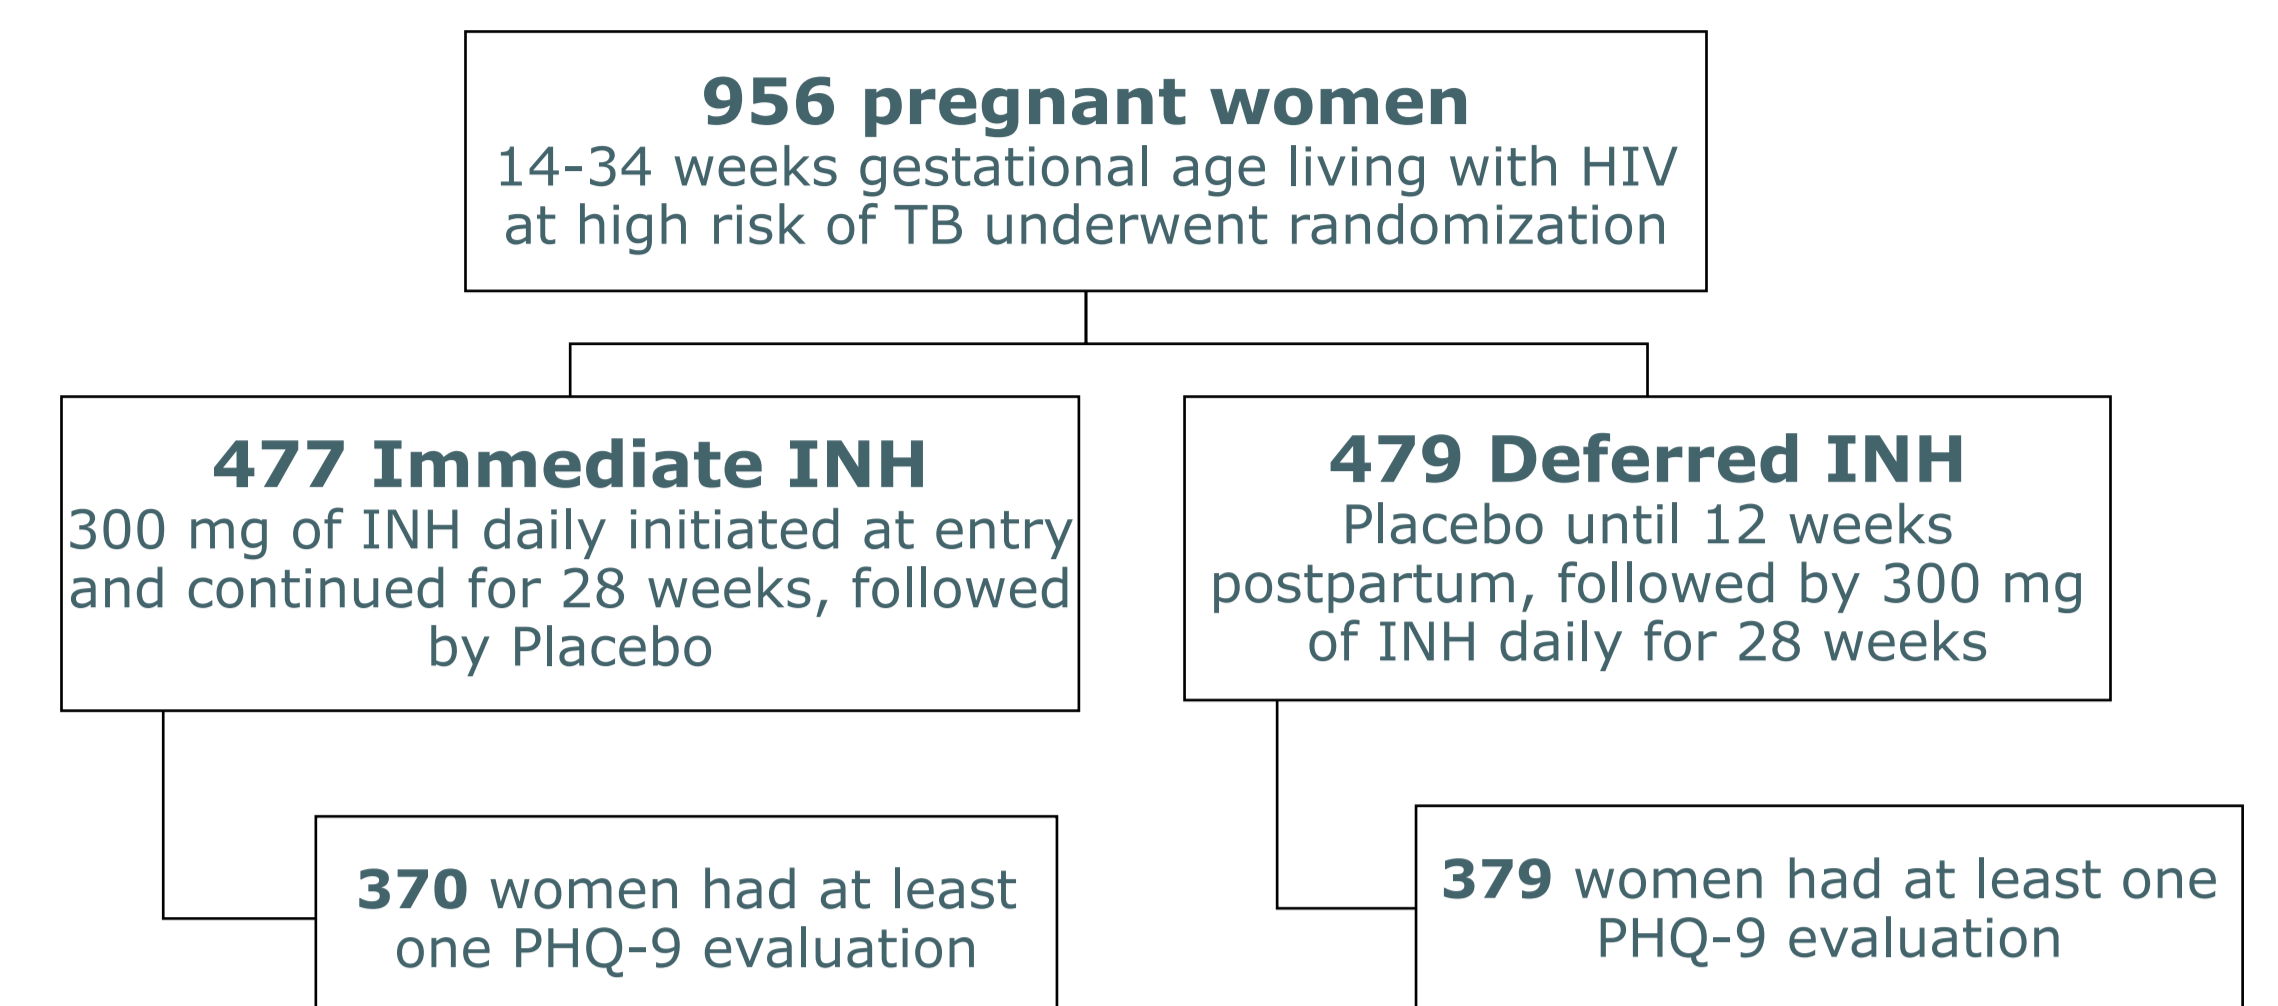 956 pregnant women
14-34 weeks gestational age living with HIV
at high risk of TB underwent randomization
477 Immediate INH
300 mg of INH daily initiated at entry
and continued for 28 weeks, followed
by Placebo
479 Deferred INH
Placebo until 12 weeks
postpartum, followed by 300 mg
of INH daily for 28 weeks
370 women had at least
one PHQ-9 evaluation
379 women had at least one
PHQ-9 evaluation